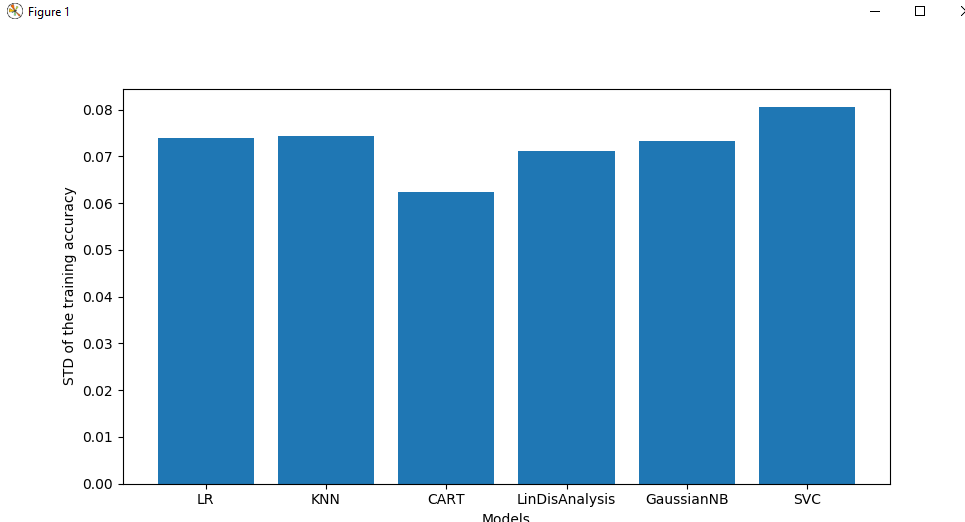 Figure 1
0.08
0.07
0.06
0.05
0.04
0.03
0.02
0.01
0.00
STD of the training accuracy
LR KNN CART LinDisAnalysis GaussianNB SVC
Models